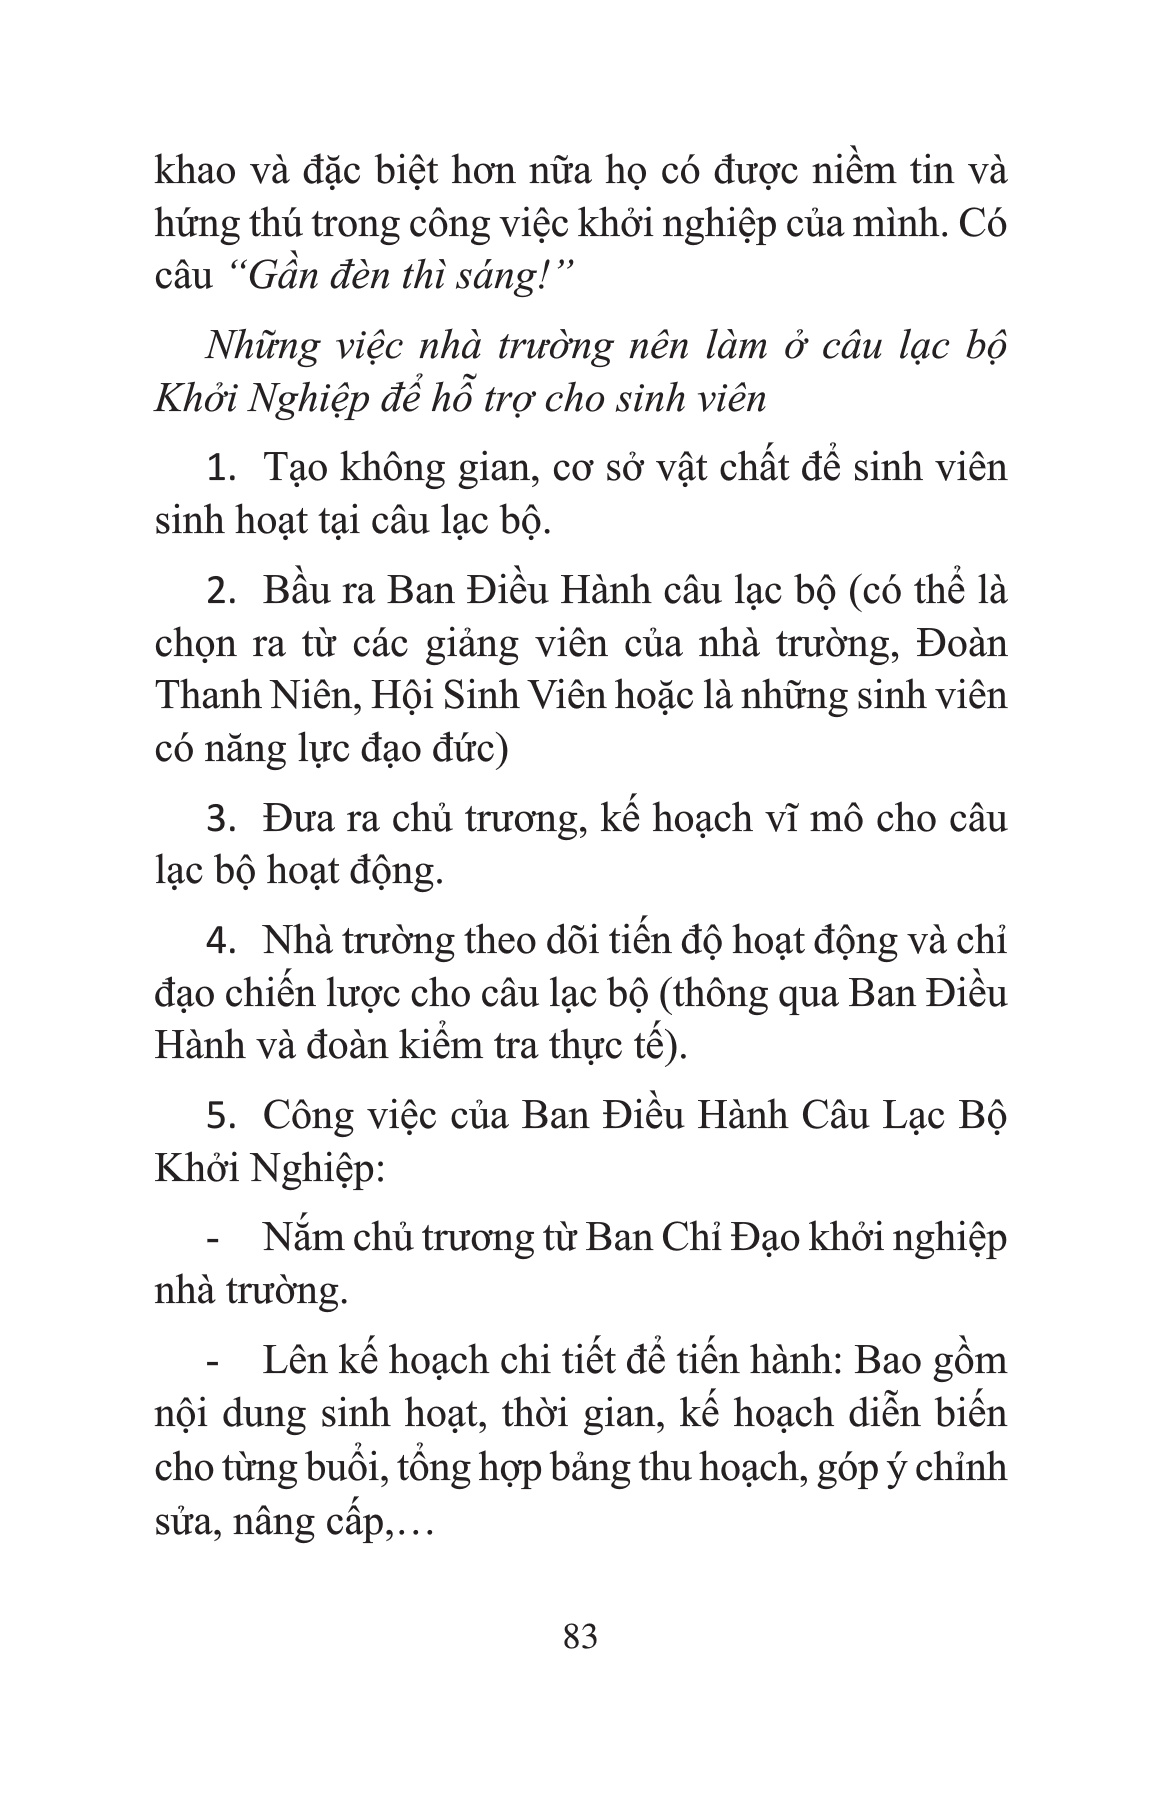 khao và đặc biệt hơn nữa họ có được niềm tin và
hứng thú trong công việc khởi nghiệp của mình. Có
câu “Gần đèn thì sáng!”
Những việc nhà trường nên làm ở câu lạc bộ
Khởi Nghiệp để hỗ trợ cho sinh viên
1. Tạo không gian, cơ sở vật chất để sinh viên
sinh hoạt tại câu lạc bộ.
2. Bầu ra Ban Điều Hành câu lạc bộ (có thể là
chọn ra từ các giảng viên của nhà trường, Đoàn
Thanh Niên, Hội Sinh Viên hoặc là những sinh viên
có năng lực đạo đức)
3. Đưa ra chủ trương, kế hoạch vĩ mô cho câu
lạc bộ hoạt động.
4. Nhà trường theo dõi tiến độ hoạt động và chỉ
đạo chiến lược cho câu lạc bộ (thông qua Ban Điều
Hành và đoàn kiểm tra thực tế).
5. Công việc của Ban Điều Hành Câu Lạc Bộ
Khởi Nghiệp:
- Nắm chủ trương từ Ban Chỉ Đạo khởi nghiệp
nhà trường.
- Lên kế hoạch chi tiết để tiến hành: Bao gồm
nội dung sinh hoạt, thời gian, kế hoạch diễn biến
cho từng buổi, tổng hợp bảng thu hoạch, góp ý chỉnh
sửa, nâng cấp,…
83